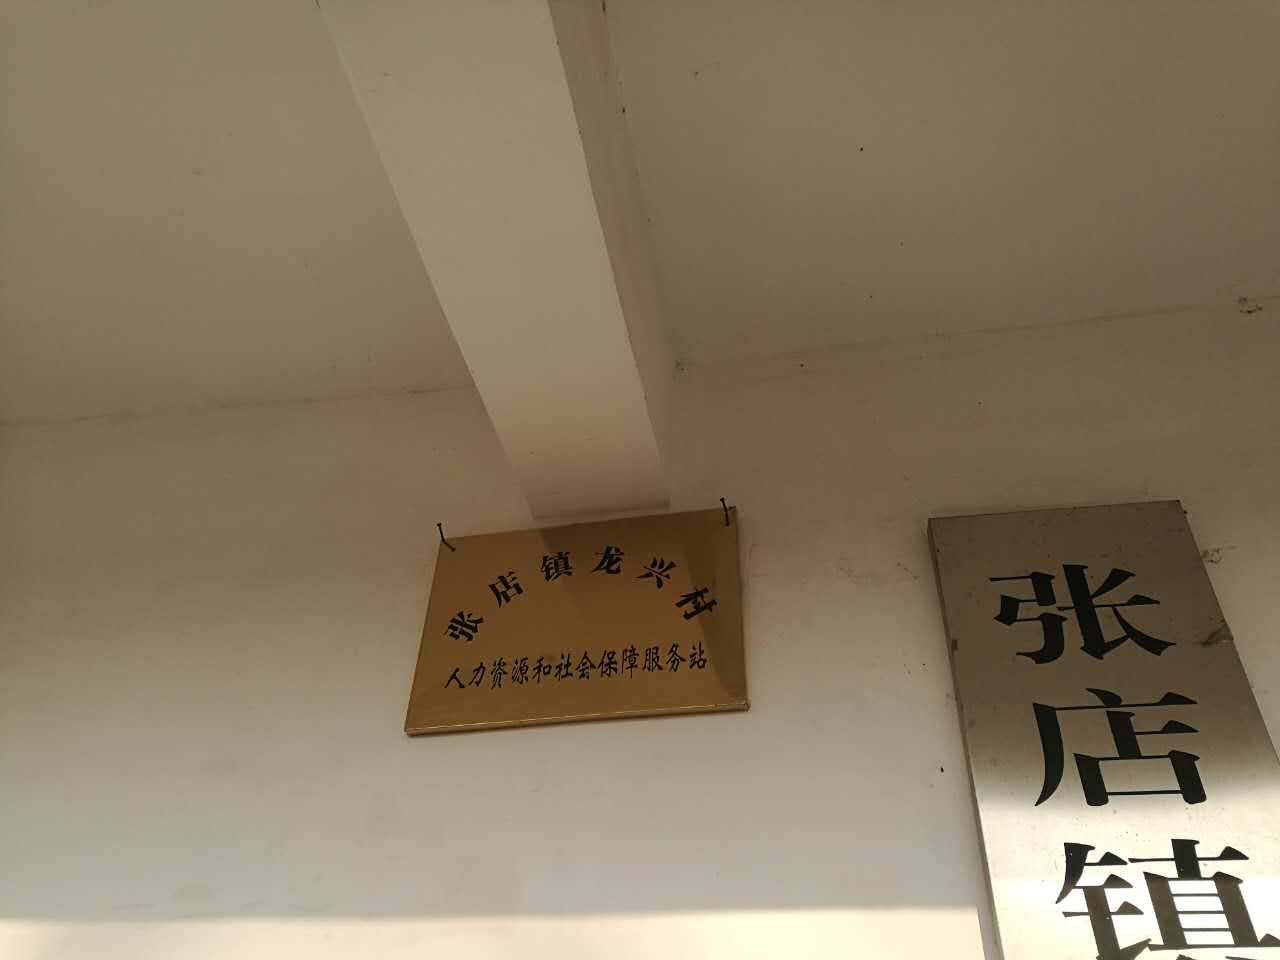 张店镇龙兴村
人力资源和社会保障服务站
张店镇